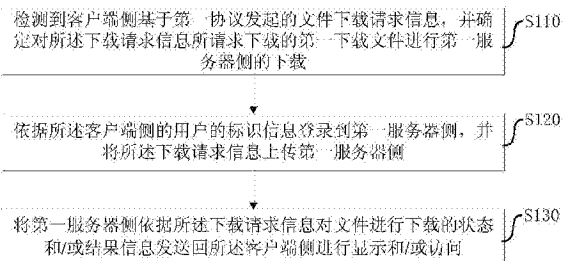 检测到客户端侧基于第一协议发起的文件下载请求信息，并确
定对所述下载请求信息所请求下载的第一下载文件进行第一服
务器侧的下载
S110
依据所述客户端侧的用户的标识信息登录到第一服务器侧，并
将所述下载请求信息上传第一服务器侧
S120
将第一服务器侧依据所述下载请求信息对文件进行下载的状态
和/或结果信息发送回所述客户端侧进行显示和/或访问
S130